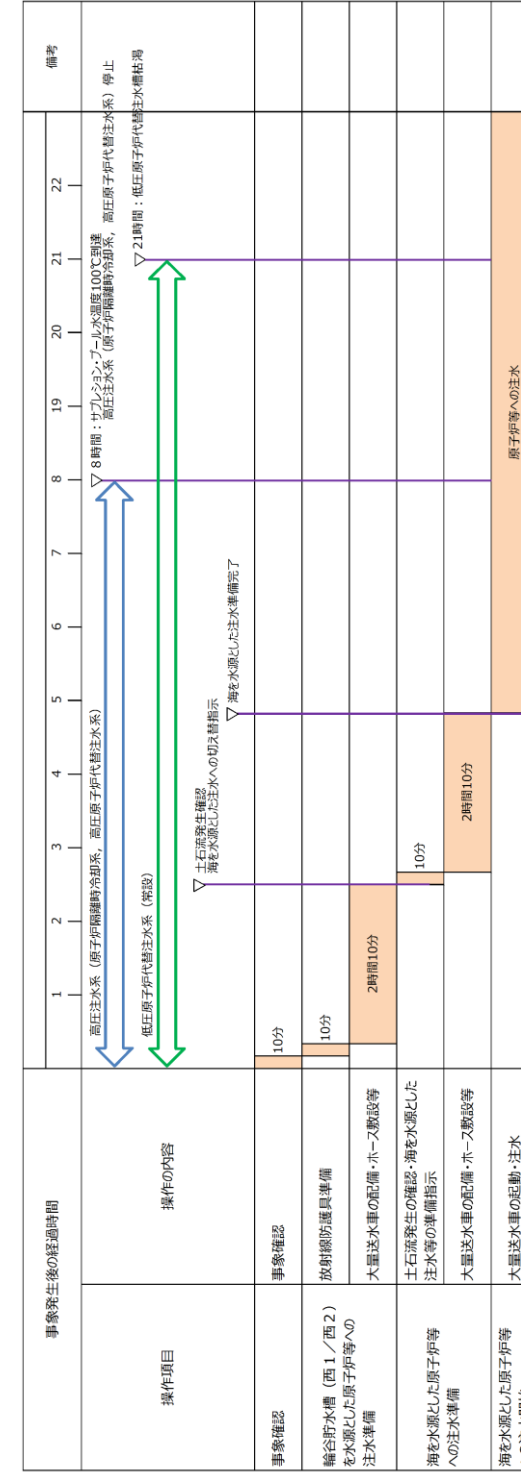 事象発生後の経過時間
備考
操作項目
操作の内容
1
2
3
4
5
6
7
8
19
20
21
22
高圧注水系（原子炉隔離時冷却系，高圧原子炉代替注水系）
▽8時間：サプレション・プール水温度100℃到達
高圧注水系（原子炉隔離時冷却系，高圧原子炉代替注水系）停止
低圧原子炉代替注水系（常設）
▽21時間：低圧原子炉代替注水槽枯渇
▽土石流発生確認
海を水源とした注水への切え替指示
▽海を水源とした注水準備完了
事象確認
事象確認
10分
輪谷貯水槽（西１／西２）
を水源とした原子炉等への
注水準備
放射線防護具準備
10分
大量送水車の配備・ホース敷設等
2時間10分
海を水源とした原子炉等
への注水準備
土石流発生の確認・海を水源とした
注水等の準備指示
10分
大量送水車の配備・ホース敷設等
2時間10分
海を水源とした原子炉等
大量送水車の起動・注水
原子炉等への注水